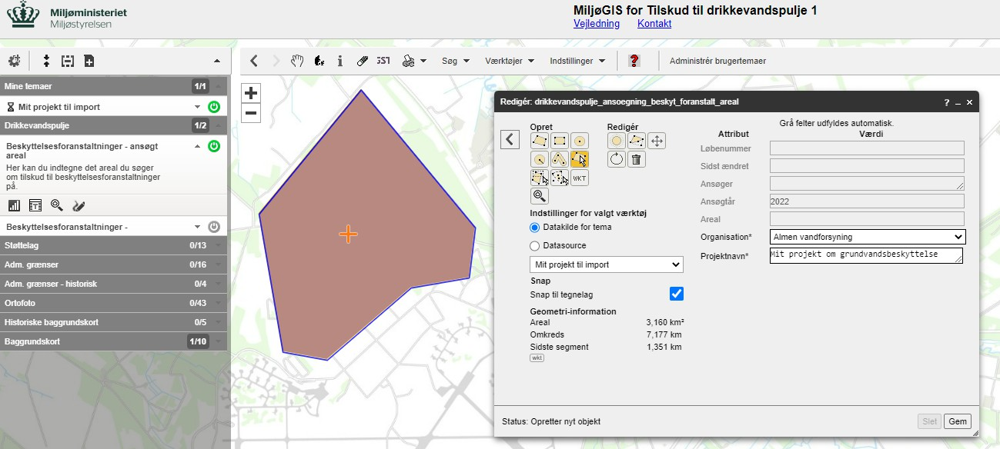 Miljøministeriet
Miljøstyrelsen
MiljøGIS for Tilskud til drikkevandspulje 1
Vejledning Kontakt
GST Søg Værktøjer Indstillinger ? Administrér brugertemaer
Mine temaer 1/1
Mit projekt til import
Drikkevandspulje 1/2
Beskyttelsesforanstaltninger - ansøgt
areal
Her kan du indtegne det areal du søger
om tilskud til beskyttelsesforanstaltninger
på.
Beskyttelsesforanstaltninger -
Støttelag 0/13
Adm. grænser 0/16
Adm. grænser - historisk 0/4
Ortofoto 0/43
Historiske baggrundskort 0/5
Baggrundskort 1/10
Redigér: drikkevandspulje_ansoegning_beskyt_foranstalt_areal ? _ ×
Opret Redigér
WKT
Indstillinger for valgt værktøj
Datakilde for tema
Datasource
Mit projekt til import
Snap
Snap til tegnelag
Geometri-information
Areal 3,160 km²
Omkreds 7,177 km
Sidste segment 1,351 km
wkt
Grå felter udfyldes automatisk.
Attribut Værdi
Løbenummer
Sidst ændret
Ansøger
Ansøgtår 2022
Areal
Organisation* Almen vandforsyning
Projektnavn* Mit projekt om grundvandsbeskyttelse
Status: Opretter nyt objekt Slet Gem